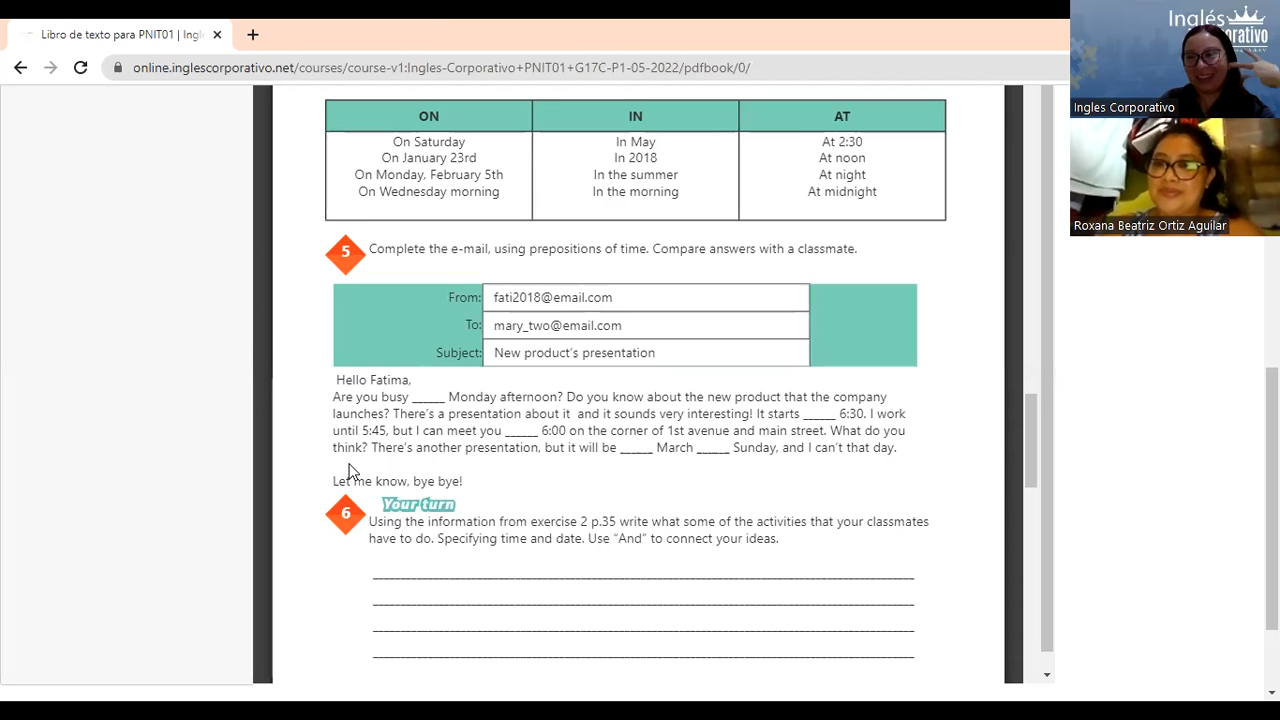 Libro de texto para PNIT01 | Ingl
online.inglescorporativo.net/courses/course-v1:Ingles-Corporativo+PNIT01+G17C-P1-05-2022/pdfbook/0/
Inglés
Corporativo
Ingles Corporativo
Roxana Beatriz Ortiz Aguilar
ON IN AT
On Saturday In May At 2:30
On January 23rd In 2018 At noon
On Monday, February 5th In the summer At night
On Wednesday morning In the morning At midnight
5 Complete the e-mail, using prepositions of time. Compare answers with a classmate.
From: fati2018@email.com
To: mary_two@email.com
Subject: New product's presentation
Hello Fatima,
Are you busy ______ Monday afternoon? Do you know about the new product that the company
launches? There's a presentation about it and it sounds very interesting! It starts ______ 6:30. I work
until 5:45, but I can meet you ______ 6:00 on the corner of 1st avenue and main street. What do you
think? There's another presentation, but it will be ______ March ______ Sunday, and I can't that day.
Let me know, bye bye!
6 Your turn
Using the information from exercise 2 p.35 write what some of the activities that your classmates
have to do. Specifying time and date. Use “And” to connect your ideas.